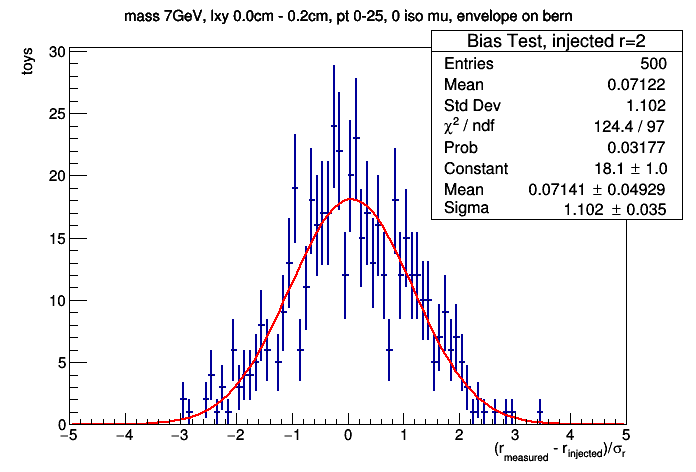 mass 7GeV, lxy 0.0cm - 0.2cm, pt 0-25, 0 iso mu, envelope on bern
Bias Test, injected r=2
Entries 500
Mean 0.07122
Std Dev 1.102
χ² / ndf 124.4 / 97
Prob 0.03177
Constant 18.1 ± 1.0
Mean 0.07141 ± 0.04929
Sigma 1.102 ± 0.035
toys
30
25
20
15
10
5
0
−5 −4 −3 −2 −1 0 1 2 3 4 5
(r_measured - r_injected)/σ_r